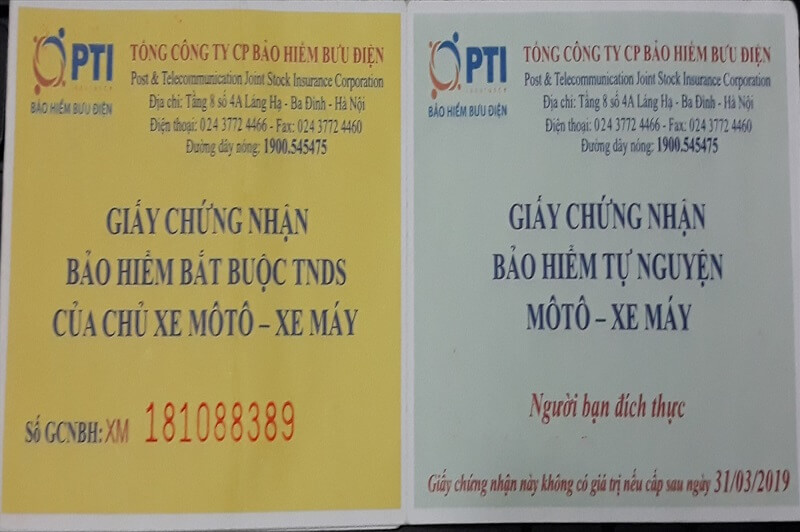 PTI
BẢO HIỂM BƯU ĐIỆN
TỔNG CÔNG TY CP BẢO HIỂM BƯU ĐIỆN
Post & Telecommunication Joint Stock Insurance Corporation
Địa chỉ: Tầng 8 số 4A Láng Hạ - Ba Đình - Hà Nội
Điện thoại: 024 3772 4466 - Fax: 024 3772 4460
Đường dây nóng: 1900.545475
GIẤY CHỨNG NHẬN
BẢO HIỂM BẮT BUỘC TNDS
CỦA CHỦ XE MÔTÔ – XE MÁY
Số GCNBH: XM 181088389
PTI
BẢO HIỂM BƯU ĐIỆN
TỔNG CÔNG TY CP BẢO HIỂM BƯU ĐIỆN
Post & Telecommunication Joint Stock Insurance Corporation
Địa chỉ: Tầng 8 số 4A Láng Hạ - Ba Đình - Hà Nội
Điện thoại: 024 3772 4466 - Fax: 024 3772 4460
Đường dây nóng: 1900.545475
GIẤY CHỨNG NHẬN
BẢO HIỂM TỰ NGUYỆN
MÔTÔ – XE MÁY
Người bạn đích thực
Giấy chứng nhận này không có giá trị nếu cấp sau ngày 31/03/2019